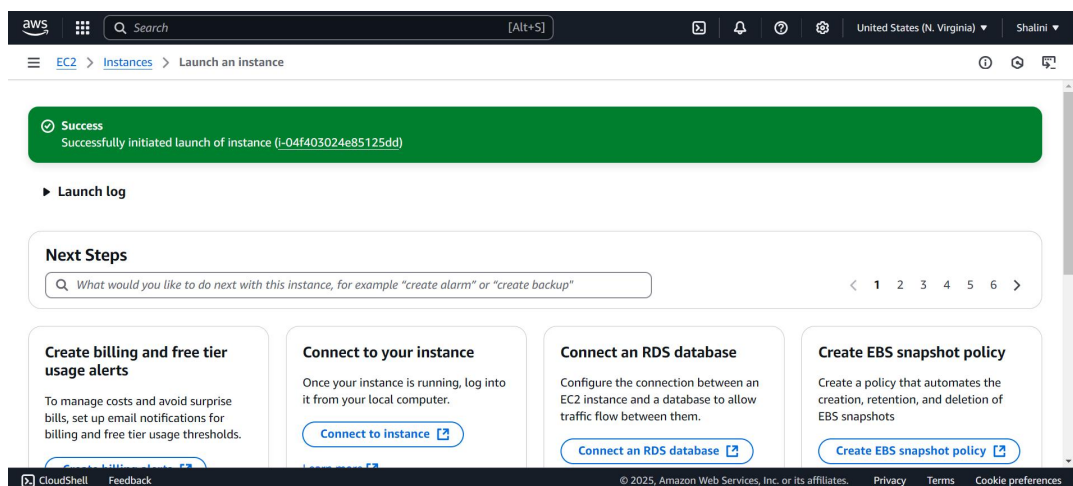 aws
Search [Alt+S]
United States (N. Virginia) ▼ Shalini ▼
EC2 > Instances > Launch an instance
Success
Successfully initiated launch of instance (i-04f403024e85125dd)
Launch log
Next Steps
What would you like to do next with this instance, for example "create alarm" or "create backup"
1 2 3 4 5 6
Create billing and free tier
usage alerts
To manage costs and avoid surprise
bills, set up email notifications for
billing and free tier usage thresholds.
Create billing alerts
Connect to your instance
Once your instance is running, log into
it from your local computer.
Connect to instance
Learn more
Connect an RDS database
Configure the connection between an
EC2 instance and a database to allow
traffic flow between them.
Connect an RDS database
Create EBS snapshot policy
Create a policy that automates the
creation, retention, and deletion of
EBS snapshots
Create EBS snapshot policy
CloudShell Feedback © 2025, Amazon Web Services, Inc. or its affiliates. Privacy Terms Cookie preferences